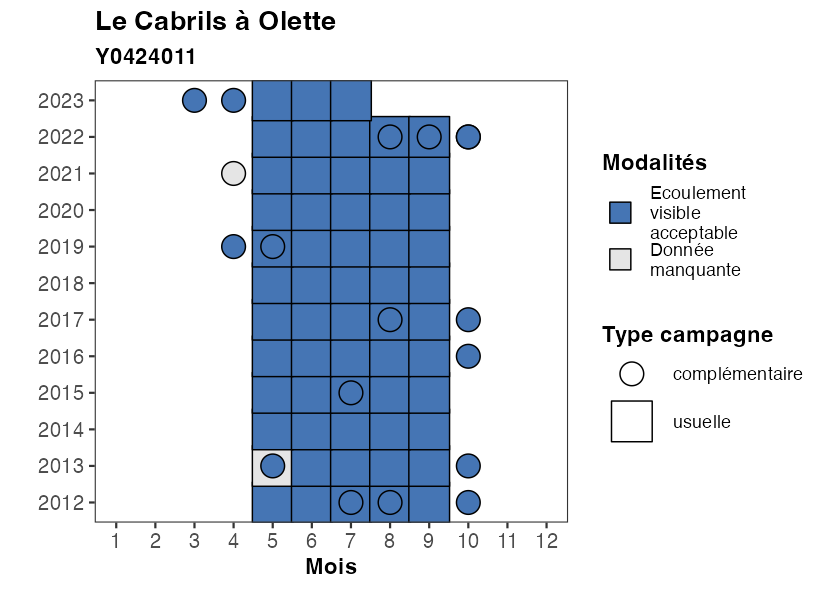 Le Cabrils à Olette
Y0424011
2023
2022
2021
2020
2019
2018
2017
2016
2015
2014
2013
2012
1 2 3 4 5 6 7 8 9 10 11 12
Mois
Modalités
Ecoulement
visible
acceptable
Donnée
manquante
Type campagne
complémentaire
usuelle